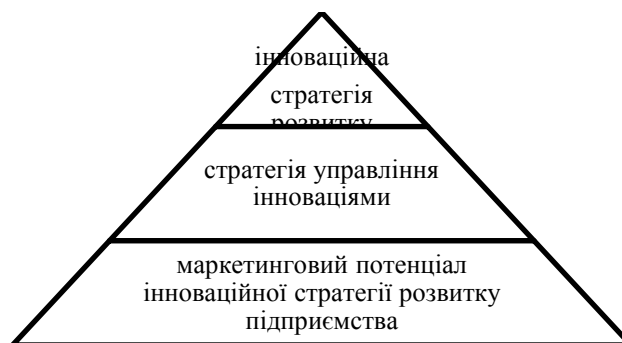 інноваційна
стратегія
розвитку
стратегія управління
інноваціями
маркетинговий потенціал
інноваційної стратегії розвитку
підприємства